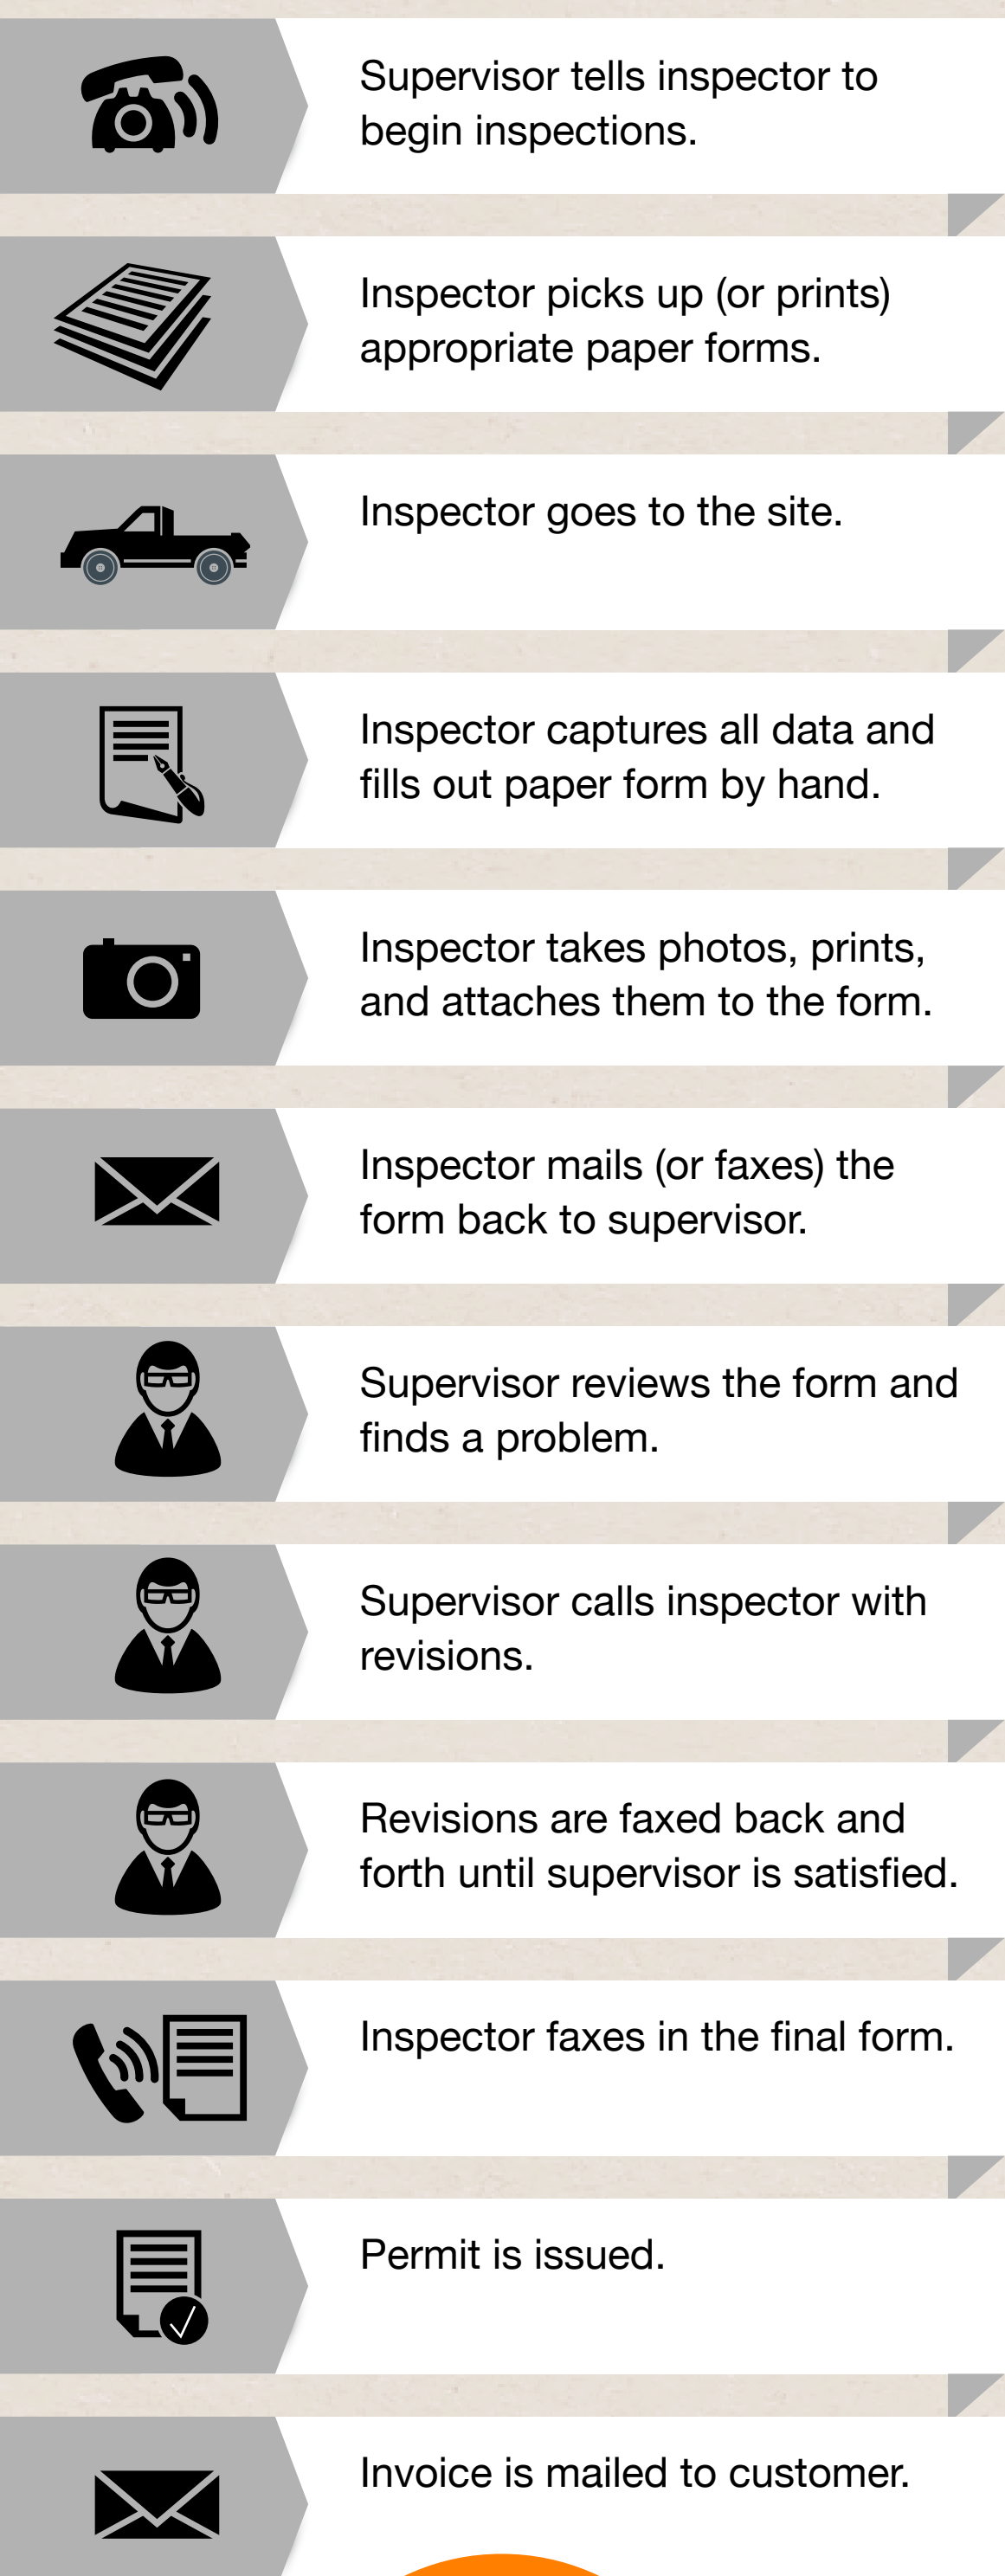 Supervisor tells inspector to
begin inspections.
Inspector picks up (or prints)
appropriate paper forms.
Inspector goes to the site.
Inspector captures all data and
fills out paper form by hand.
Inspector takes photos, prints,
and attaches them to the form.
Inspector mails (or faxes) the
form back to supervisor.
Supervisor reviews the form and
finds a problem.
Supervisor calls inspector with
revisions.
Revisions are faxed back and
forth until supervisor is satisfied.
Inspector faxes in the final form.
Permit is issued.
Invoice is mailed to customer.